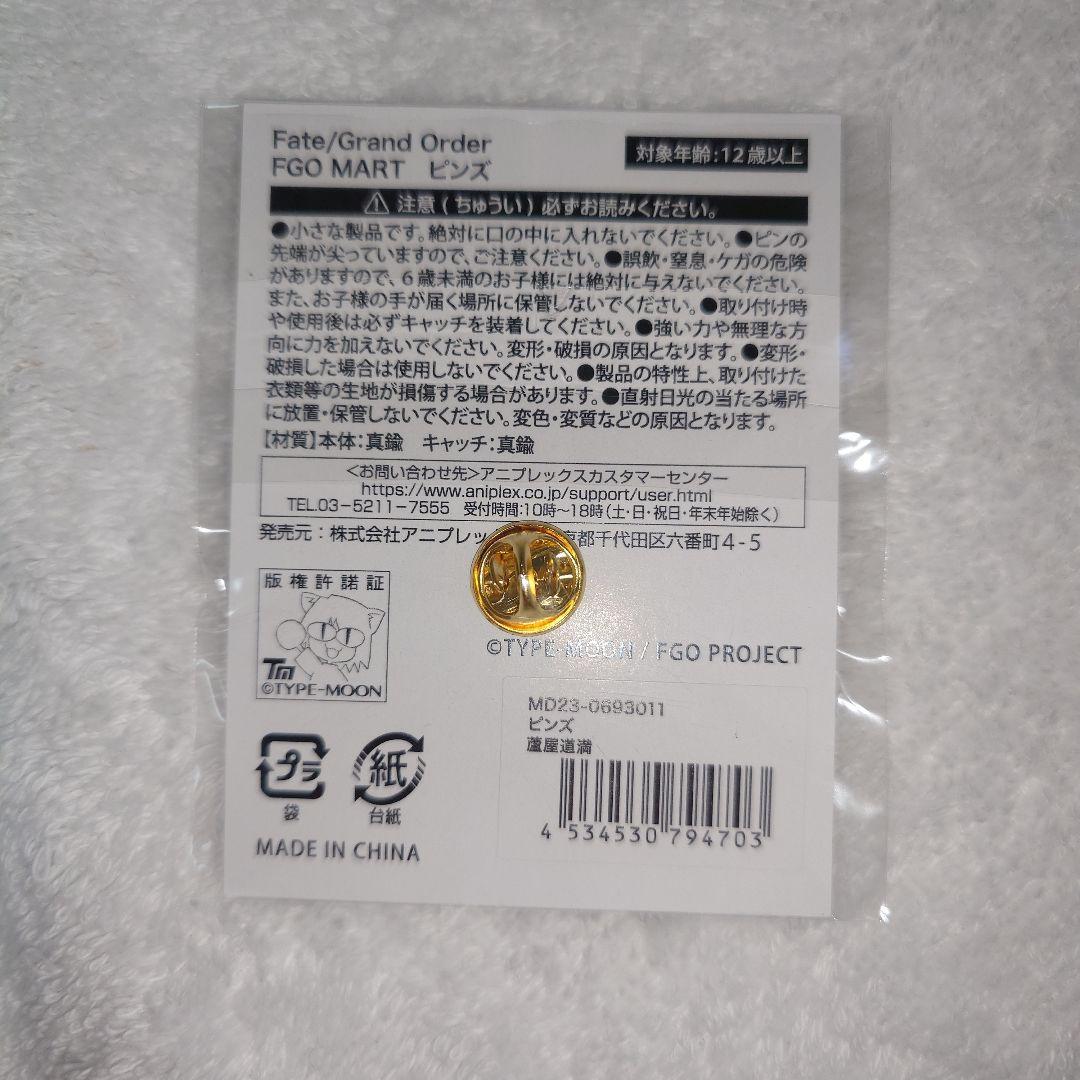 Fate/Grand Order
FGO MART ピンズ
対象年齢:12歳以上
注意(ちゅうい)必ずお読みください。
●小さな製品です。絶対に口の中に入れないでください。●ピンの
先端が尖っていますので、ご注意ください。●誤飲・窒息・ケガの危険
がありますので、6歳未満のお子様には絶対に与えないでください。
また、お子様の手が届く場所に保管しないでください。●取り付け時
や使用後は必ずキャッチを装着してください。●強い力や無理な方
向に力を加えないでください。変形・破損の原因となります。●変形・
破損した場合は使用しないでください。●製品の特性上、取り付けた
衣類等の生地が損傷する場合があります。●直射日光の当たる場所
に放置・保管しないでください。変色・変質などの原因となります。
【材質】本体:真鍮 キャッチ:真鍮
<お問い合わせ先>アニプレックスカスタマーセンター
https://www.aniplex.co.jp/support/user.html
TEL.03-5211-7555 受付時間:10時~18時(土・日・祝日・年末年始除く)
発売元:株式会社アニプレッ 京都千代田区六番町4-5
版権許諾証
TM
©TYPE-MOON
©TYPE-MOON / FGO PROJECT
MD23-0693011
ピンズ
蘆屋道満
4 534530 794703
プラ
袋
紙
台紙
MADE IN CHINA